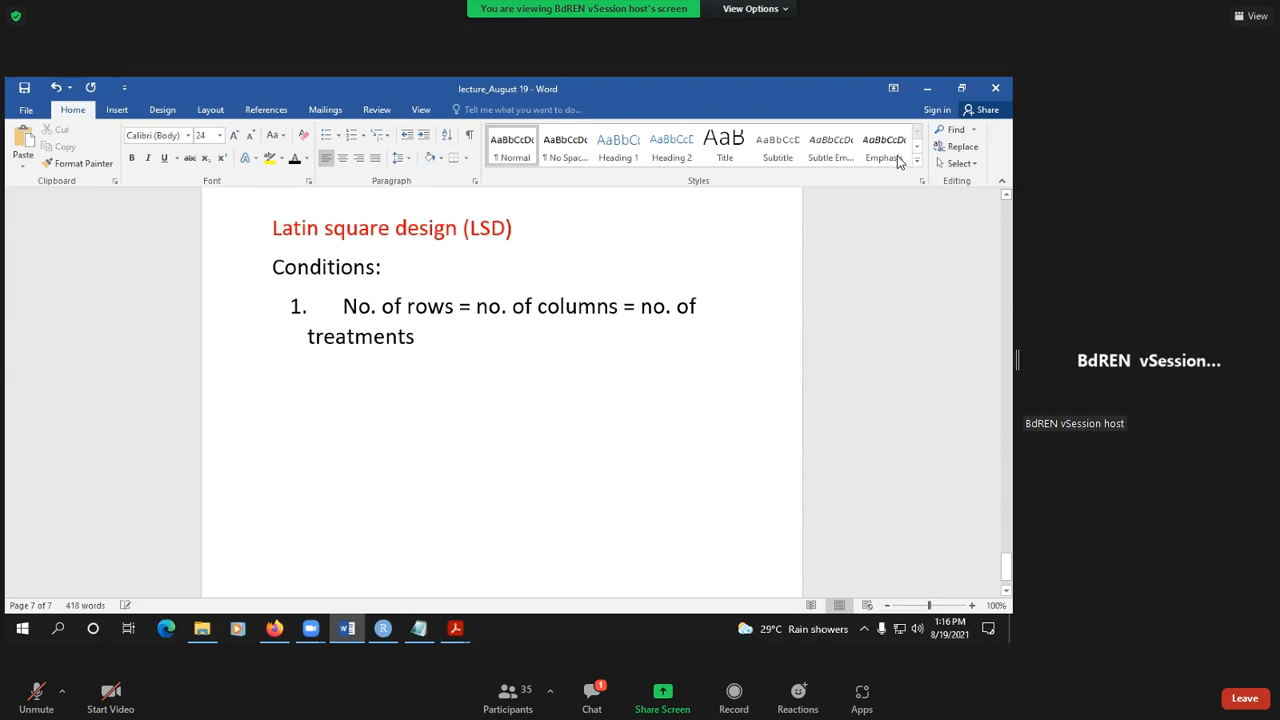 You are viewing BdREN vSession host's screen View Options
View
lecture_August 19 - Word
File Home Insert Design Layout References Mailings Review View Tell me what you want to do... Sign in Share
Paste Cut Copy Format Painter
Calibri (Body) 24
AaBbCcDc AaBbCcDc AaBbCc AaBbCcD AaB AaBbCcD AaBbCcDc AaBbCcDc
¶ Normal ¶ No Spac... Heading 1 Heading 2 Title Subtitle Subtle Em... Emphasis
Find
Replace
Select
Clipboard Font Paragraph Styles Editing
Latin square design (LSD)
Conditions:
1. No. of rows = no. of columns = no. of
treatments
BdREN vSession...
BdREN vSession host
Page 7 of 7 418 words 100%
29°C Rain showers 1:16 PM
8/19/2021
35 1
Unmute Start Video Participants Chat Share Screen Record Reactions Apps Leave